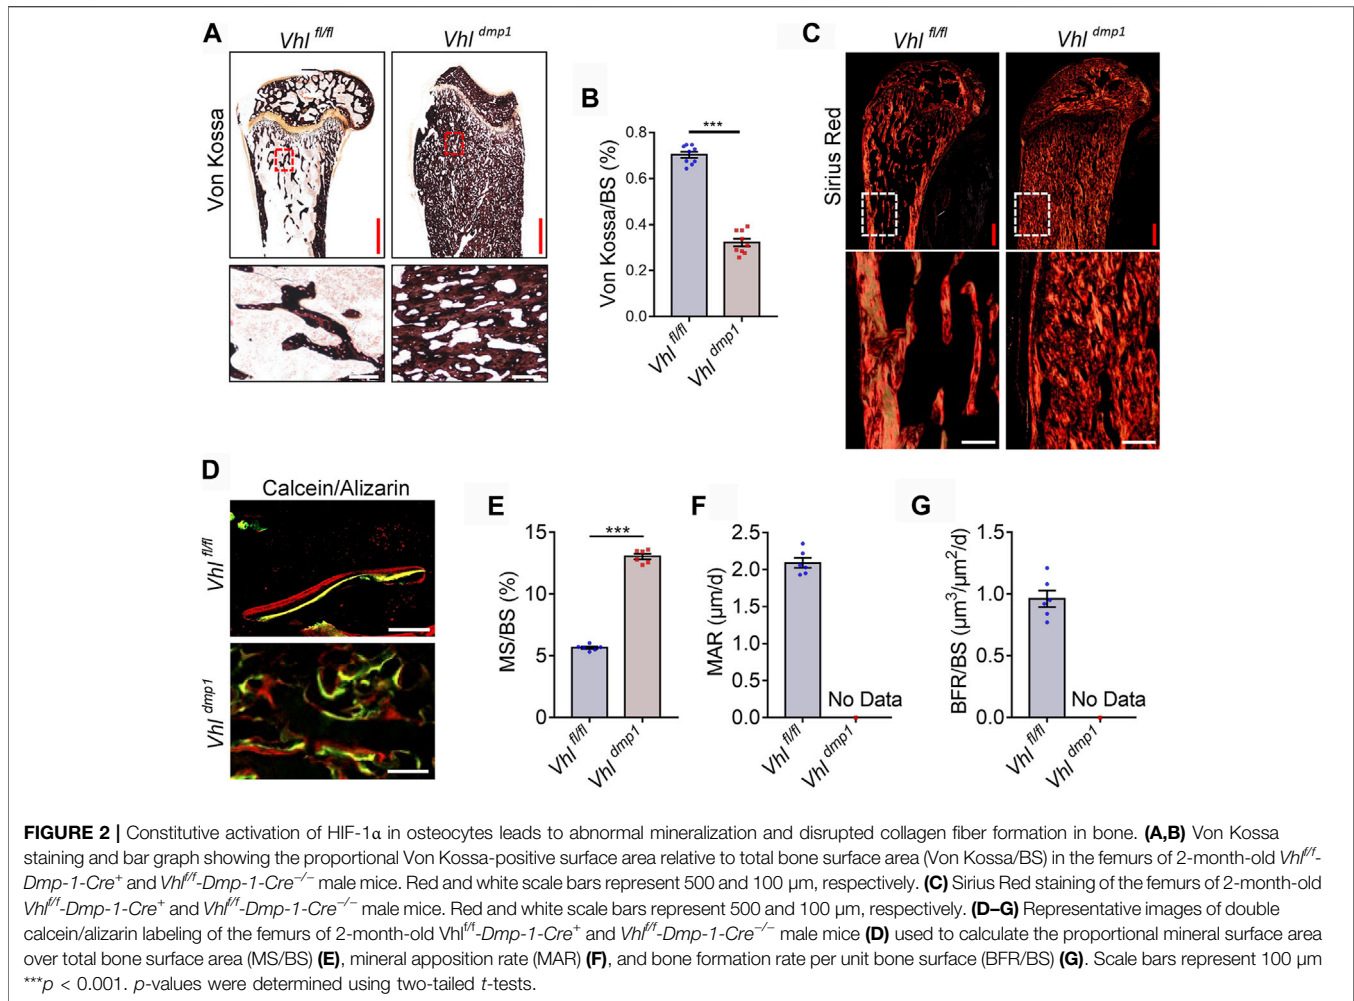 A
Vhl fl/fl
Vhl dmp1
Von Kossa
B
Von Kossa/BS (%)
0.8
0.6
0.4
0.2
0.0
***
Vhl fl/fl
Vhl dmp1
C
Vhl fl/fl
Vhl dmp1
Sirius Red
D
Calcein/Alizarin
Vhl fl/fl
Vhl dmp1
E
MS/BS (%)
15
10
5
0
***
Vhl fl/fl
Vhl dmp1
F
MAR (µm/d)
2.5
2.0
1.5
1.0
2.5
0.0
No Data
Vhl fl/fl
Vhl dmp1
G
BFR/BS (µm³/µm²/d)
1.5
1.0
0.5
0.0
No Data
Vhl fl/fl
Vhl dmp1
FIGURE 2 | Constitutive activation of HIF-1α in osteocytes leads to abnormal mineralization and disrupted collagen fiber formation in bone. (A,B) Von Kossa
staining and bar graph showing the proportional Von Kossa-positive surface area relative to total bone surface area (Von Kossa/BS) in the femurs of 2-month-old Vhlf/f-
Dmp-1-Cre⁺ and Vhlf/f-Dmp-1-Cre⁻/⁻ male mice. Red and white scale bars represent 500 and 100 µm, respectively. (C) Sirius Red staining of the femurs of 2-month-old
Vhlf/f-Dmp-1-Cre⁺ and Vhlf/f-Dmp-1-Cre⁻/⁻ male mice. Red and white scale bars represent 500 and 100 µm, respectively. (D–G) Representative images of double
calcein/alizarin labeling of the femurs of 2-month-old Vhlf/f-Dmp-1-Cre⁺ and Vhlf/f-Dmp-1-Cre⁻/⁻ male mice (D) used to calculate the proportional mineral surface area
over total bone surface area (MS/BS) (E), mineral apposition rate (MAR) (F), and bone formation rate per unit bone surface (BFR/BS) (G). Scale bars represent 100 µm
***p < 0.001. p-values were determined using two-tailed t-tests.